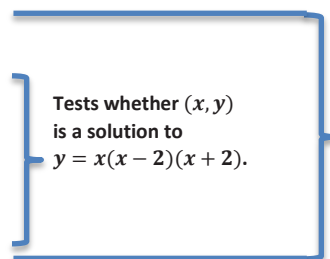 Tests whether (x, y)
is a solution to
y = x(x − 2)(x + 2).